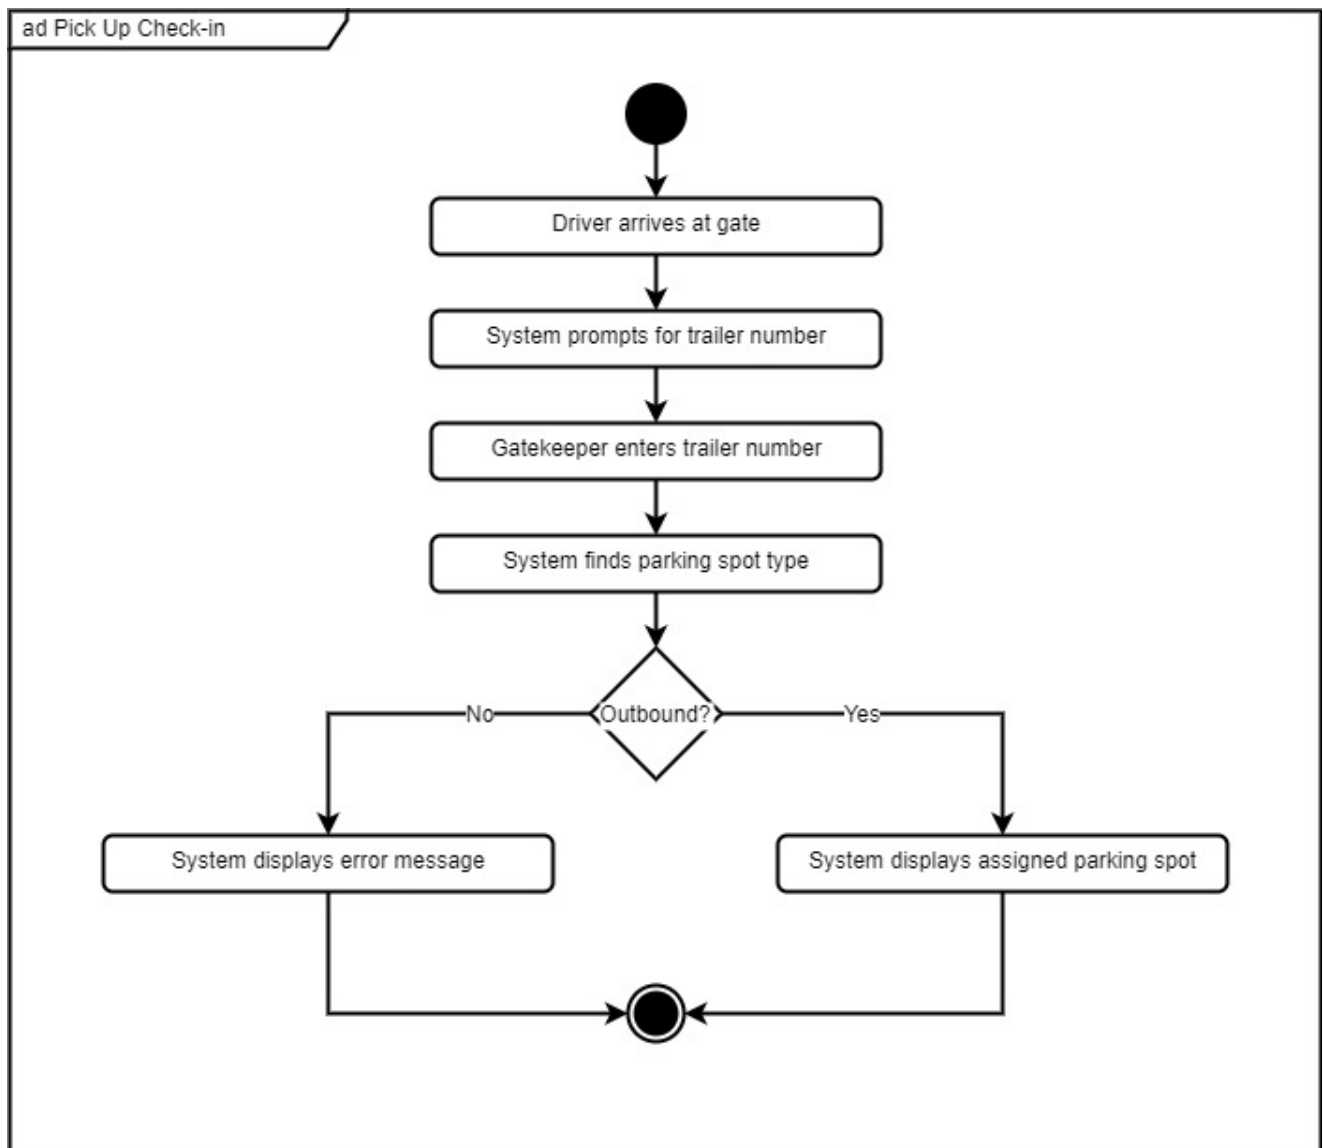 ad Pick Up Check-in
Driver arrives at gate
System prompts for trailer number
Gatekeeper enters trailer number
System finds parking spot type
No
Outbound?
Yes
System displays error message
System displays assigned parking spot